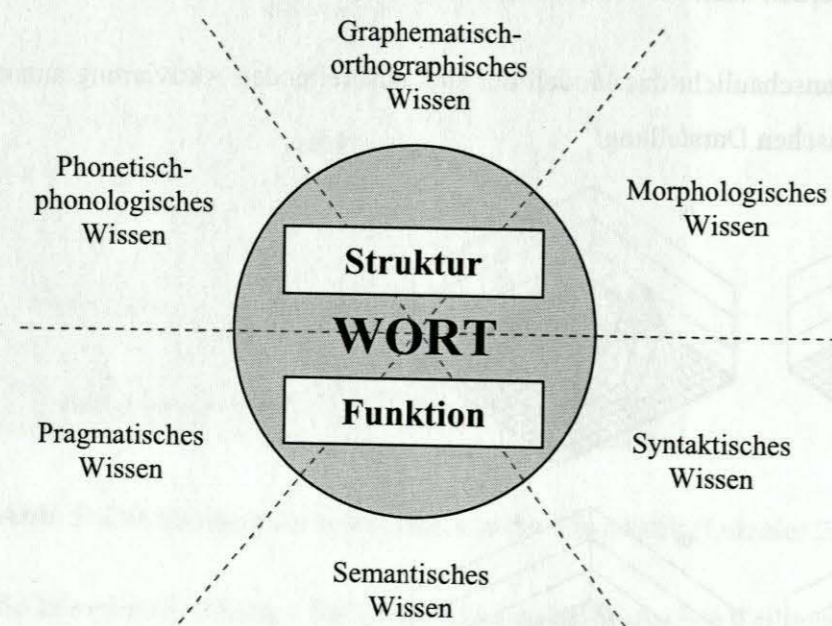 Graphematisch-
orthographisches
Wissen
Phonetisch-
phonologisches
Wissen
Morphologisches
Wissen
Struktur
WORT
Funktion
Pragmatisches
Wissen
Syntaktisches
Wissen
Semantisches
Wissen